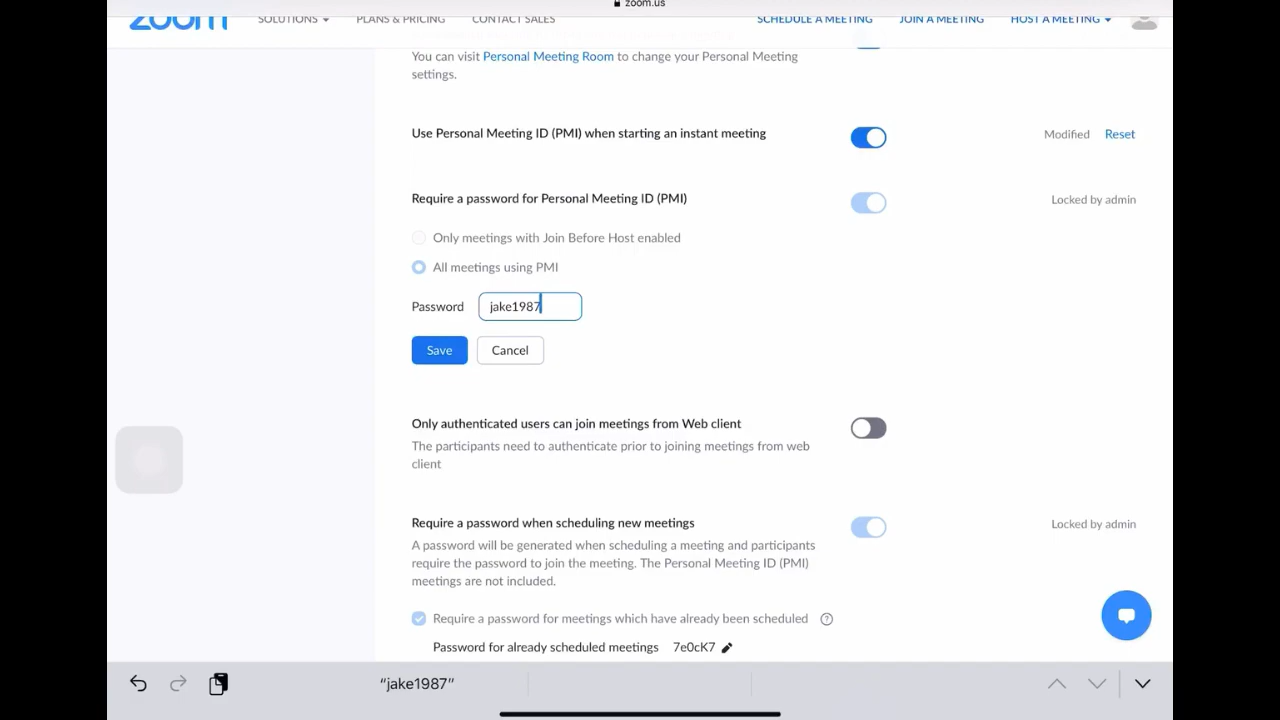 zoom.us
zoom SOLUTIONS PLANS & PRICING CONTACT SALES SCHEDULE A MEETING JOIN A MEETING HOST A MEETING
You can visit Personal Meeting Room to change your Personal Meeting
settings.
Use Personal Meeting ID (PMI) when starting an instant meeting Modified Reset
Require a password for Personal Meeting ID (PMI) Locked by admin
Only meetings with Join Before Host enabled
All meetings using PMI
Password jake1987
Save Cancel
Only authenticated users can join meetings from Web client
The participants need to authenticate prior to joining meetings from web
client
Require a password when scheduling new meetings Locked by admin
A password will be generated when scheduling a meeting and participants
require the password to join the meeting. The Personal Meeting ID (PMI)
meetings are not included.
Require a password for meetings which have already been scheduled ?
Password for already scheduled meetings 7e0cK7
“jake1987”